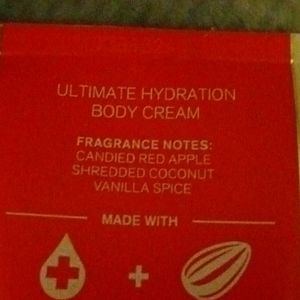 ULTIMATE HYDRATION
BODY CREAM
FRAGRANCE NOTES:
CANDIED RED APPLE
SHREDDED COCONUT
VANILLA SPICE
MADE WITH
+